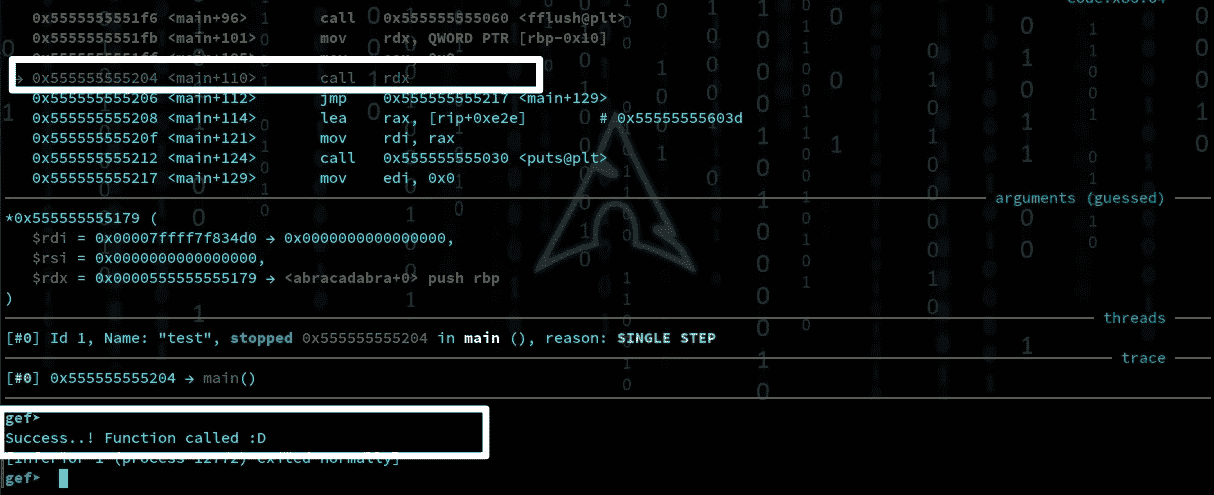 code:x86:64
0x5555555551f6 <main+96> call 0x555555555060 <fflush@plt>
0x5555555551fb <main+101> mov rdx, QWORD PTR [rbp-0x10]
→ 0x555555555204 <main+110> call rdx
0x555555555206 <main+112> jmp 0x555555555217 <main+129>
0x555555555208 <main+114> lea rax, [rip+0xe2e] # 0x55555555603d
0x55555555520f <main+121> mov rdi, rax
0x555555555212 <main+124> call 0x555555555030 <puts@plt>
0x555555555217 <main+129> mov edi, 0x0
arguments (guessed)
*0x555555555179 (
$rdi = 0x00007ffff7f834d0 → 0x0000000000000000,
$rsi = 0x0000000000000000,
$rdx = 0x0000555555555179 → <abracadabra+0> push rbp
)
threads
[#0] Id 1, Name: "test", stopped 0x555555555204 in main (), reason: SINGLE STEP
trace
[#0] 0x555555555204 → main()
gef➤
Success..! Function called :D
[Inferior 1 (process 12772) exited normally]
gef➤